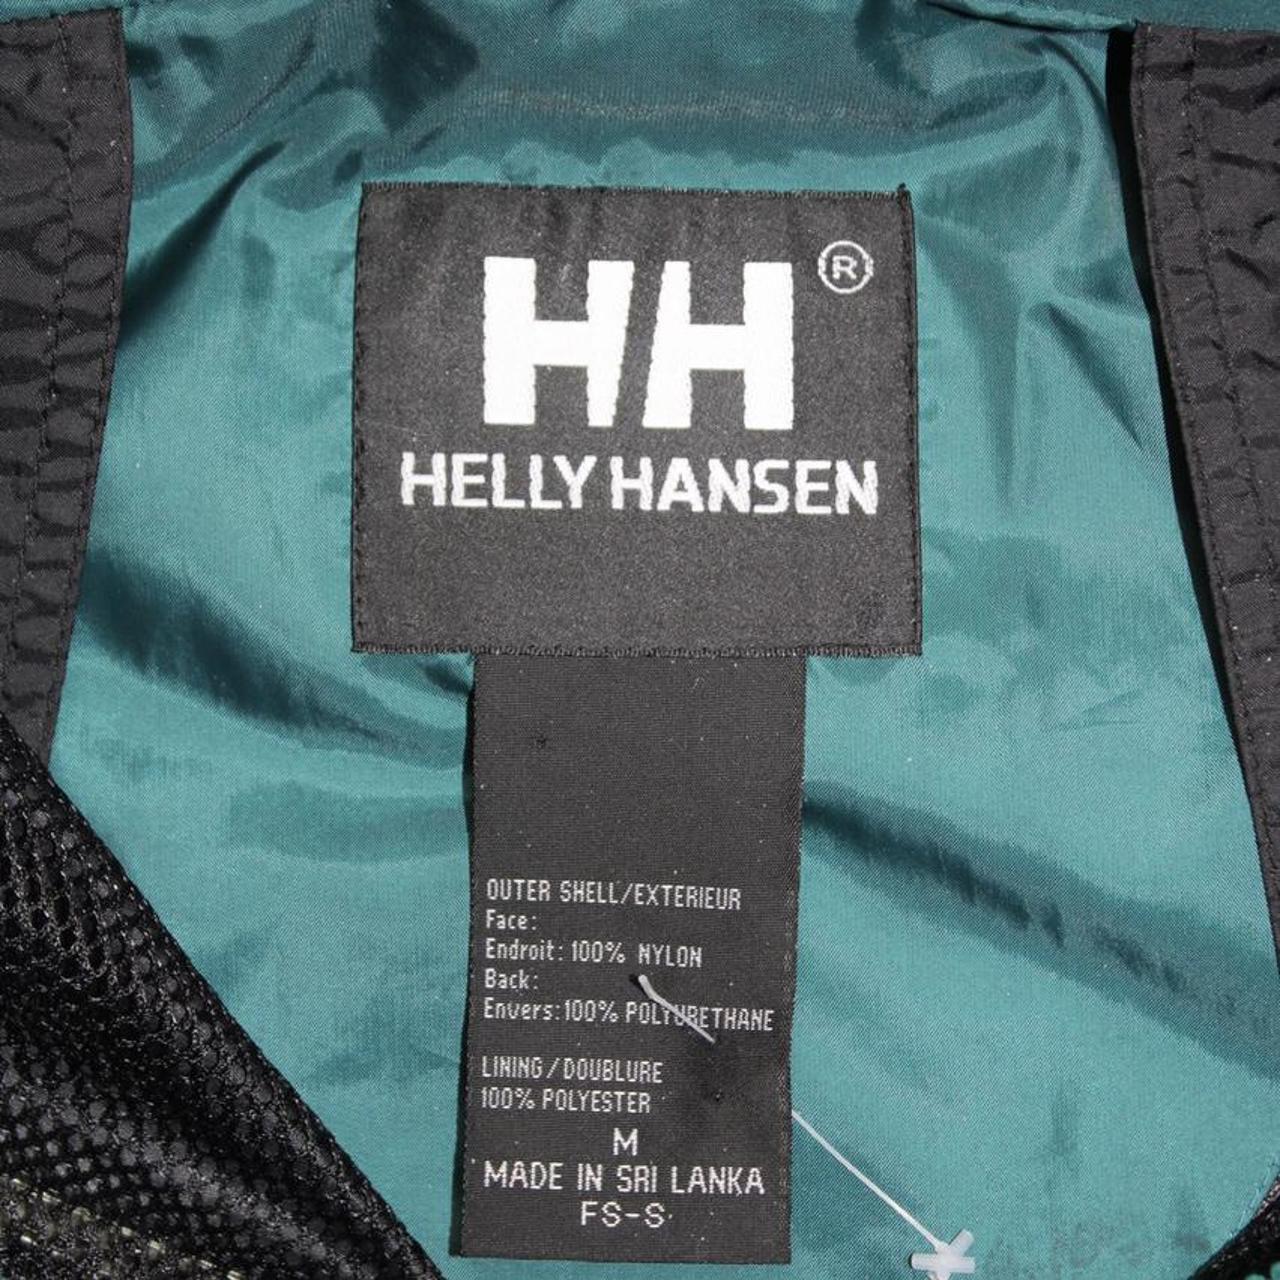 HH®
HELLY HANSEN
OUTER SHELL/EXTERIEUR
Face:
Endroit: 100% NYLON
Back:
Envers:100% POLYURETHANE
LINING/DOUBLURE
100% POLYESTER
M
MADE IN SRI LANKA
FS-S